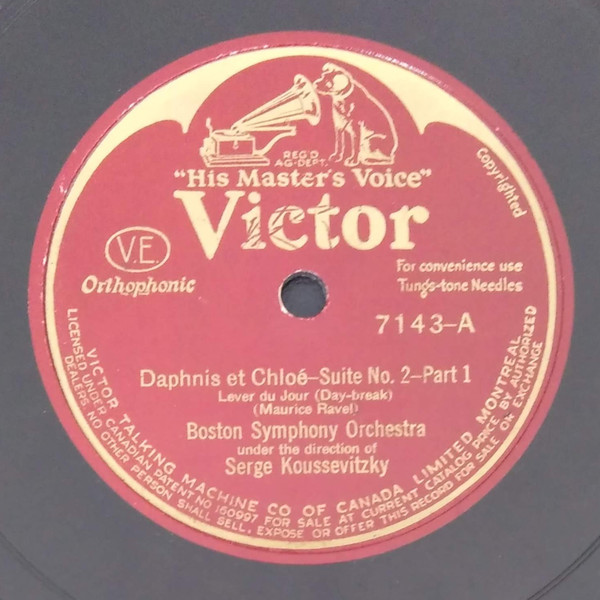 REG'D
AG-DEPT.
"His Master's Voice"
Victor
Copyrighted
V.E.
Orthophonic
For convenience use
Tungs-tone Needles
7143-A
Daphnis et Chloé-Suite No. 2-Part 1
Lever du Jour (Day-break)
(Maurice Ravel)
Boston Symphony Orchestra
under the direction of
Serge Koussevitzky
VICTOR TALKING MACHINE CO OF CANADA LIMITED, MONTREAL
LICENSED UNDER CANADIAN PATENT NO 160997 FOR SALE AT CURRENT CATALOG PRICE BY AUTHORIZED
DEALERS. NO OTHER PERSON SHALL SELL, EXPOSE OR OFFER THIS RECORD FOR SALE OR EXCHANGE